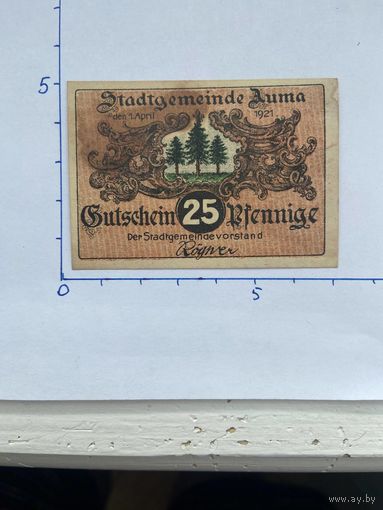 5
Stadtgemeinde Auma
den 1. April 1921
Gutschein 25 Pfennige
Der Stadtgemeindevorstand
0 5
www.ay.by